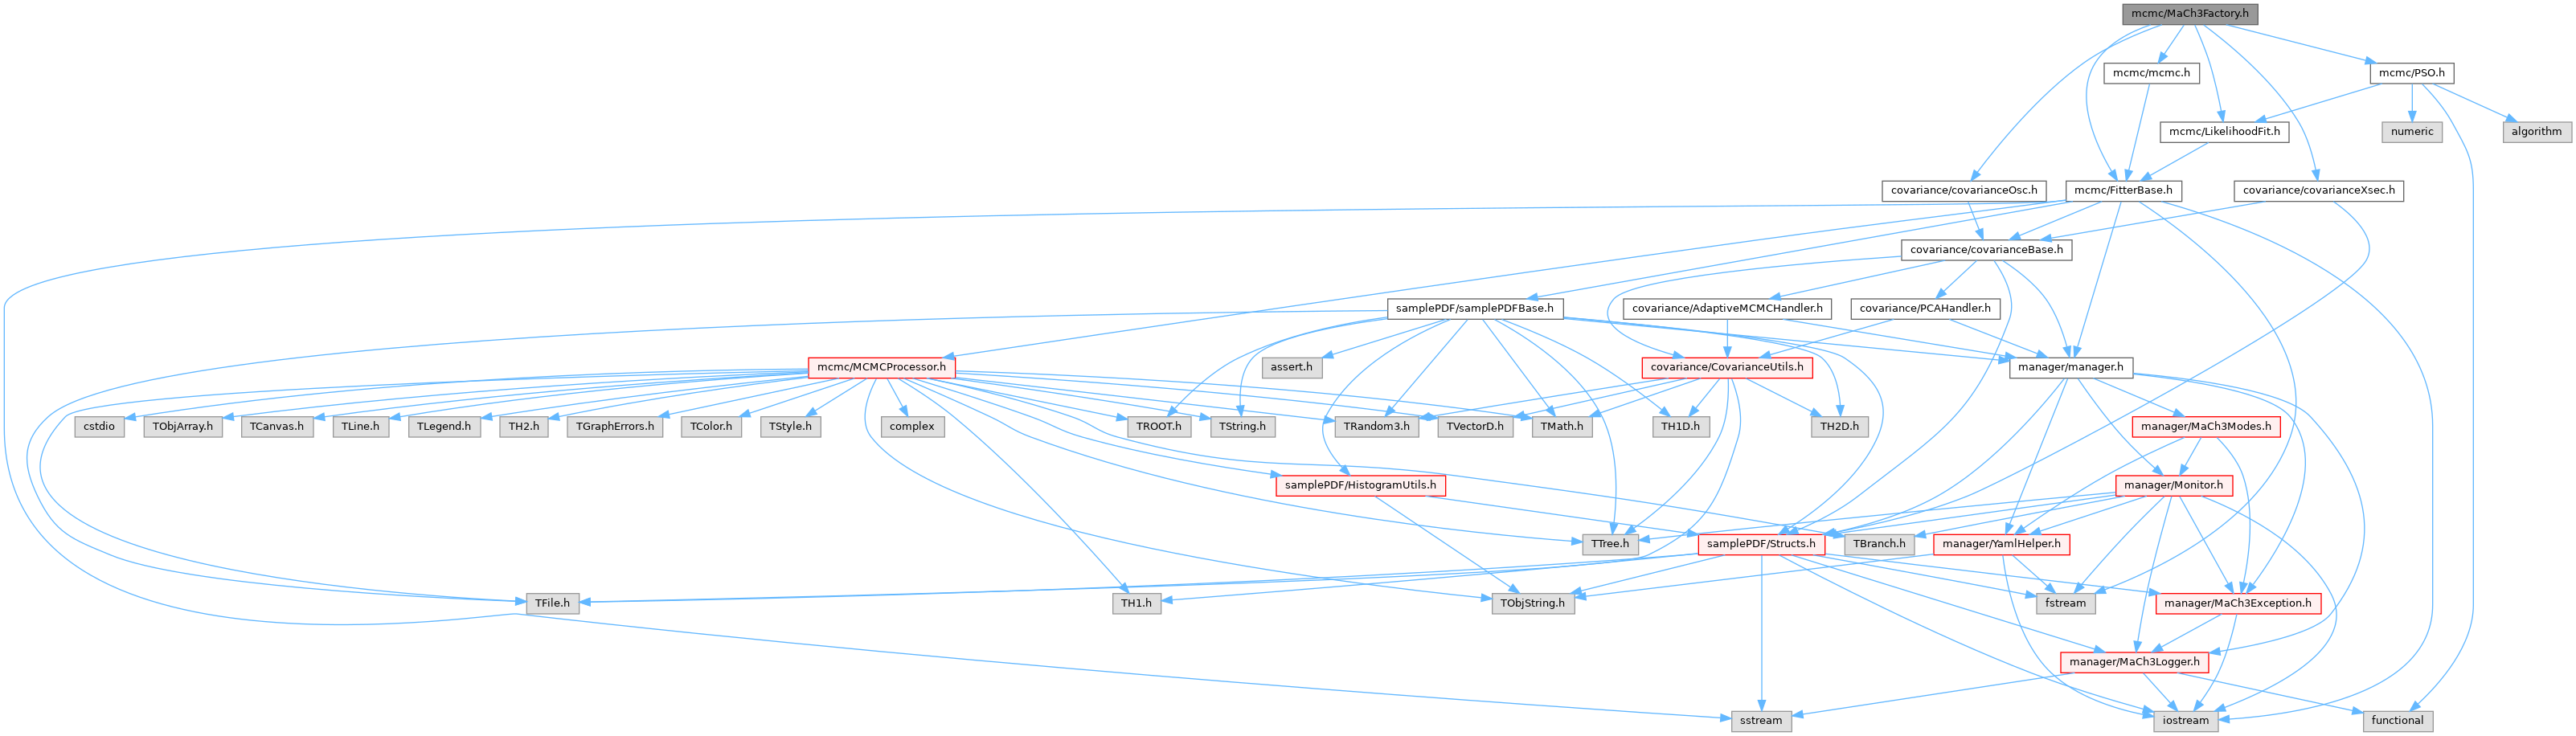 mcmc/MaCh3Factory.h
mcmc/mcmc.h
mcmc/PSO.h
mcmc/LikelihoodFit.h
numeric
algorithm
covariance/covarianceOsc.h
mcmc/FitterBase.h
covariance/covarianceXsec.h
covariance/covarianceBase.h
samplePDF/samplePDFBase.h
covariance/AdaptiveMCMCHandler.h
covariance/PCAHandler.h
mcmc/MCMCProcessor.h
assert.h
covariance/CovarianceUtils.h
manager/manager.h
cstdio
TObjArray.h
TCanvas.h
TLine.h
TLegend.h
TH2.h
TGraphErrors.h
TColor.h
TStyle.h
complex
TROOT.h
TString.h
TRandom3.h
TVectorD.h
TMath.h
TH1D.h
TH2D.h
manager/MaCh3Modes.h
samplePDF/HistogramUtils.h
manager/Monitor.h
TTree.h
samplePDF/Structs.h
TBranch.h
manager/YamlHelper.h
TFile.h
TH1.h
TObjString.h
fstream
manager/MaCh3Exception.h
manager/MaCh3Logger.h
sstream
iostream
functional